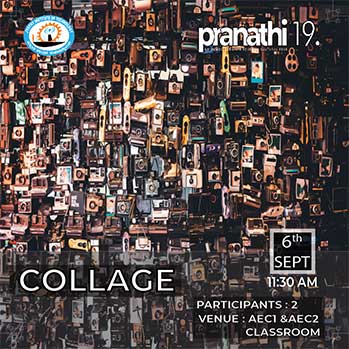 pranathi 19.
6th
SEPT
11:30 AM
COLLAGE
PARTICIPANTS : 2
VENUE : AEC1 &AEC2
CLASSROOM